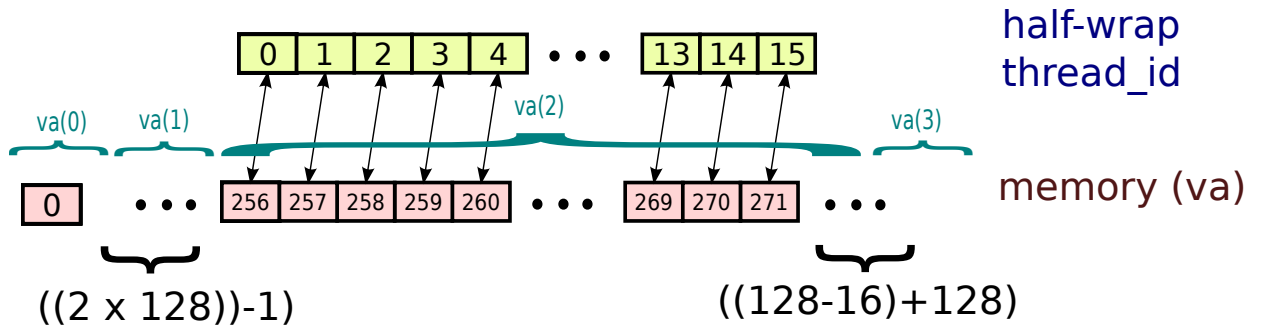 half-wrap
thread_id
0 1 2 3 4 ••• 13 14 15
va(0) va(1) va(2) va(3)
0 ••• 256 257 258 259 260 ••• 269 270 271 •••
memory (va)
((2 x 128))-1)
((128-16)+128)